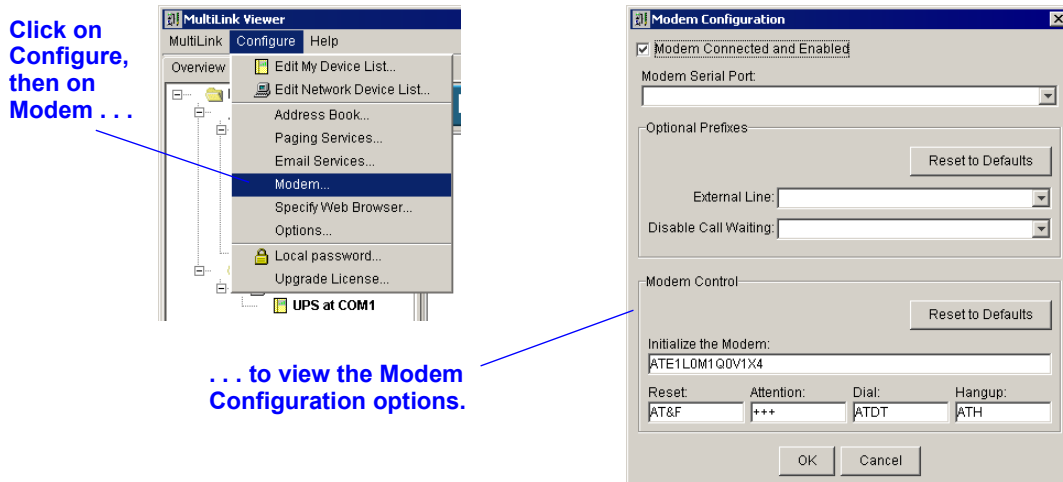 Click on
Configure,
then on
Modem . . .
MultiLink Viewer
MultiLink Configure Help
Overview
Edit My Device List...
Edit Network Device List...
Address Book...
Paging Services...
Email Services...
Modem...
Specify Web Browser...
Options...
Local password...
Upgrade License...
UPS at COM1
. . . to view the Modem
Configuration options.
Modem Configuration
Modem Connected and Enabled
Modem Serial Port:
Optional Prefixes
Reset to Defaults
External Line:
Disable Call Waiting:
Modem Control
Reset to Defaults
Initialize the Modem:
ATE1L0M1Q0V1X4
Reset: Attention: Dial: Hangup:
AT&F +++ ATDT ATH
OK Cancel